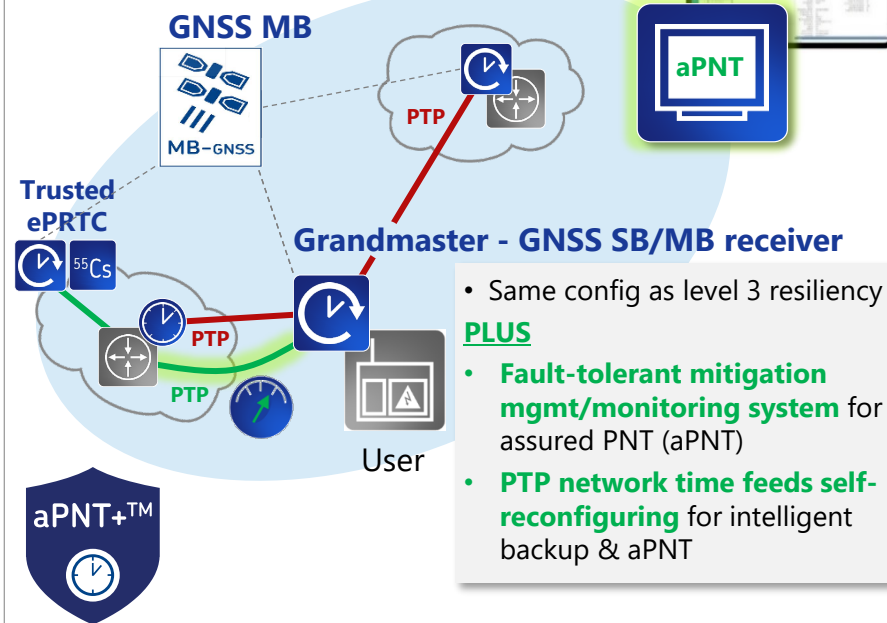 GNSS MB
MB-GNSS
PTP
aPNT
Trusted
ePRTC
55Cs
Grandmaster - GNSS SB/MB receiver
PTP
PTP
User
• Same config as level 3 resiliency
PLUS
• Fault-tolerant mitigation
mgmt/monitoring system for
assured PNT (aPNT)
• PTP network time feeds self-
reconfiguring for intelligent
backup & aPNT
aPNT+™